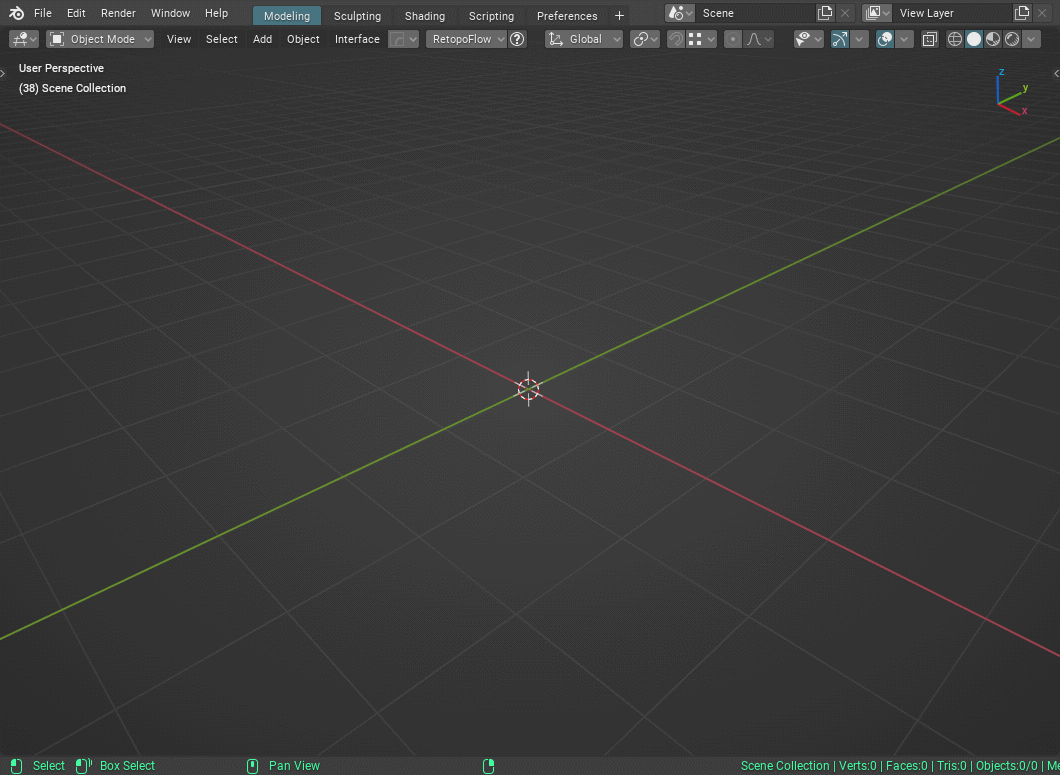 File Edit Render Window Help Modeling Sculpting Shading Scripting Preferences + Scene View Layer
Object Mode View Select Add Object Interface RetopoFlow Global
User Perspective
(38) Scene Collection
z
y
x
Select Box Select Pan View Scene Collection | Verts:0 | Faces:0 | Tris:0 | Objects:0/0 | Me